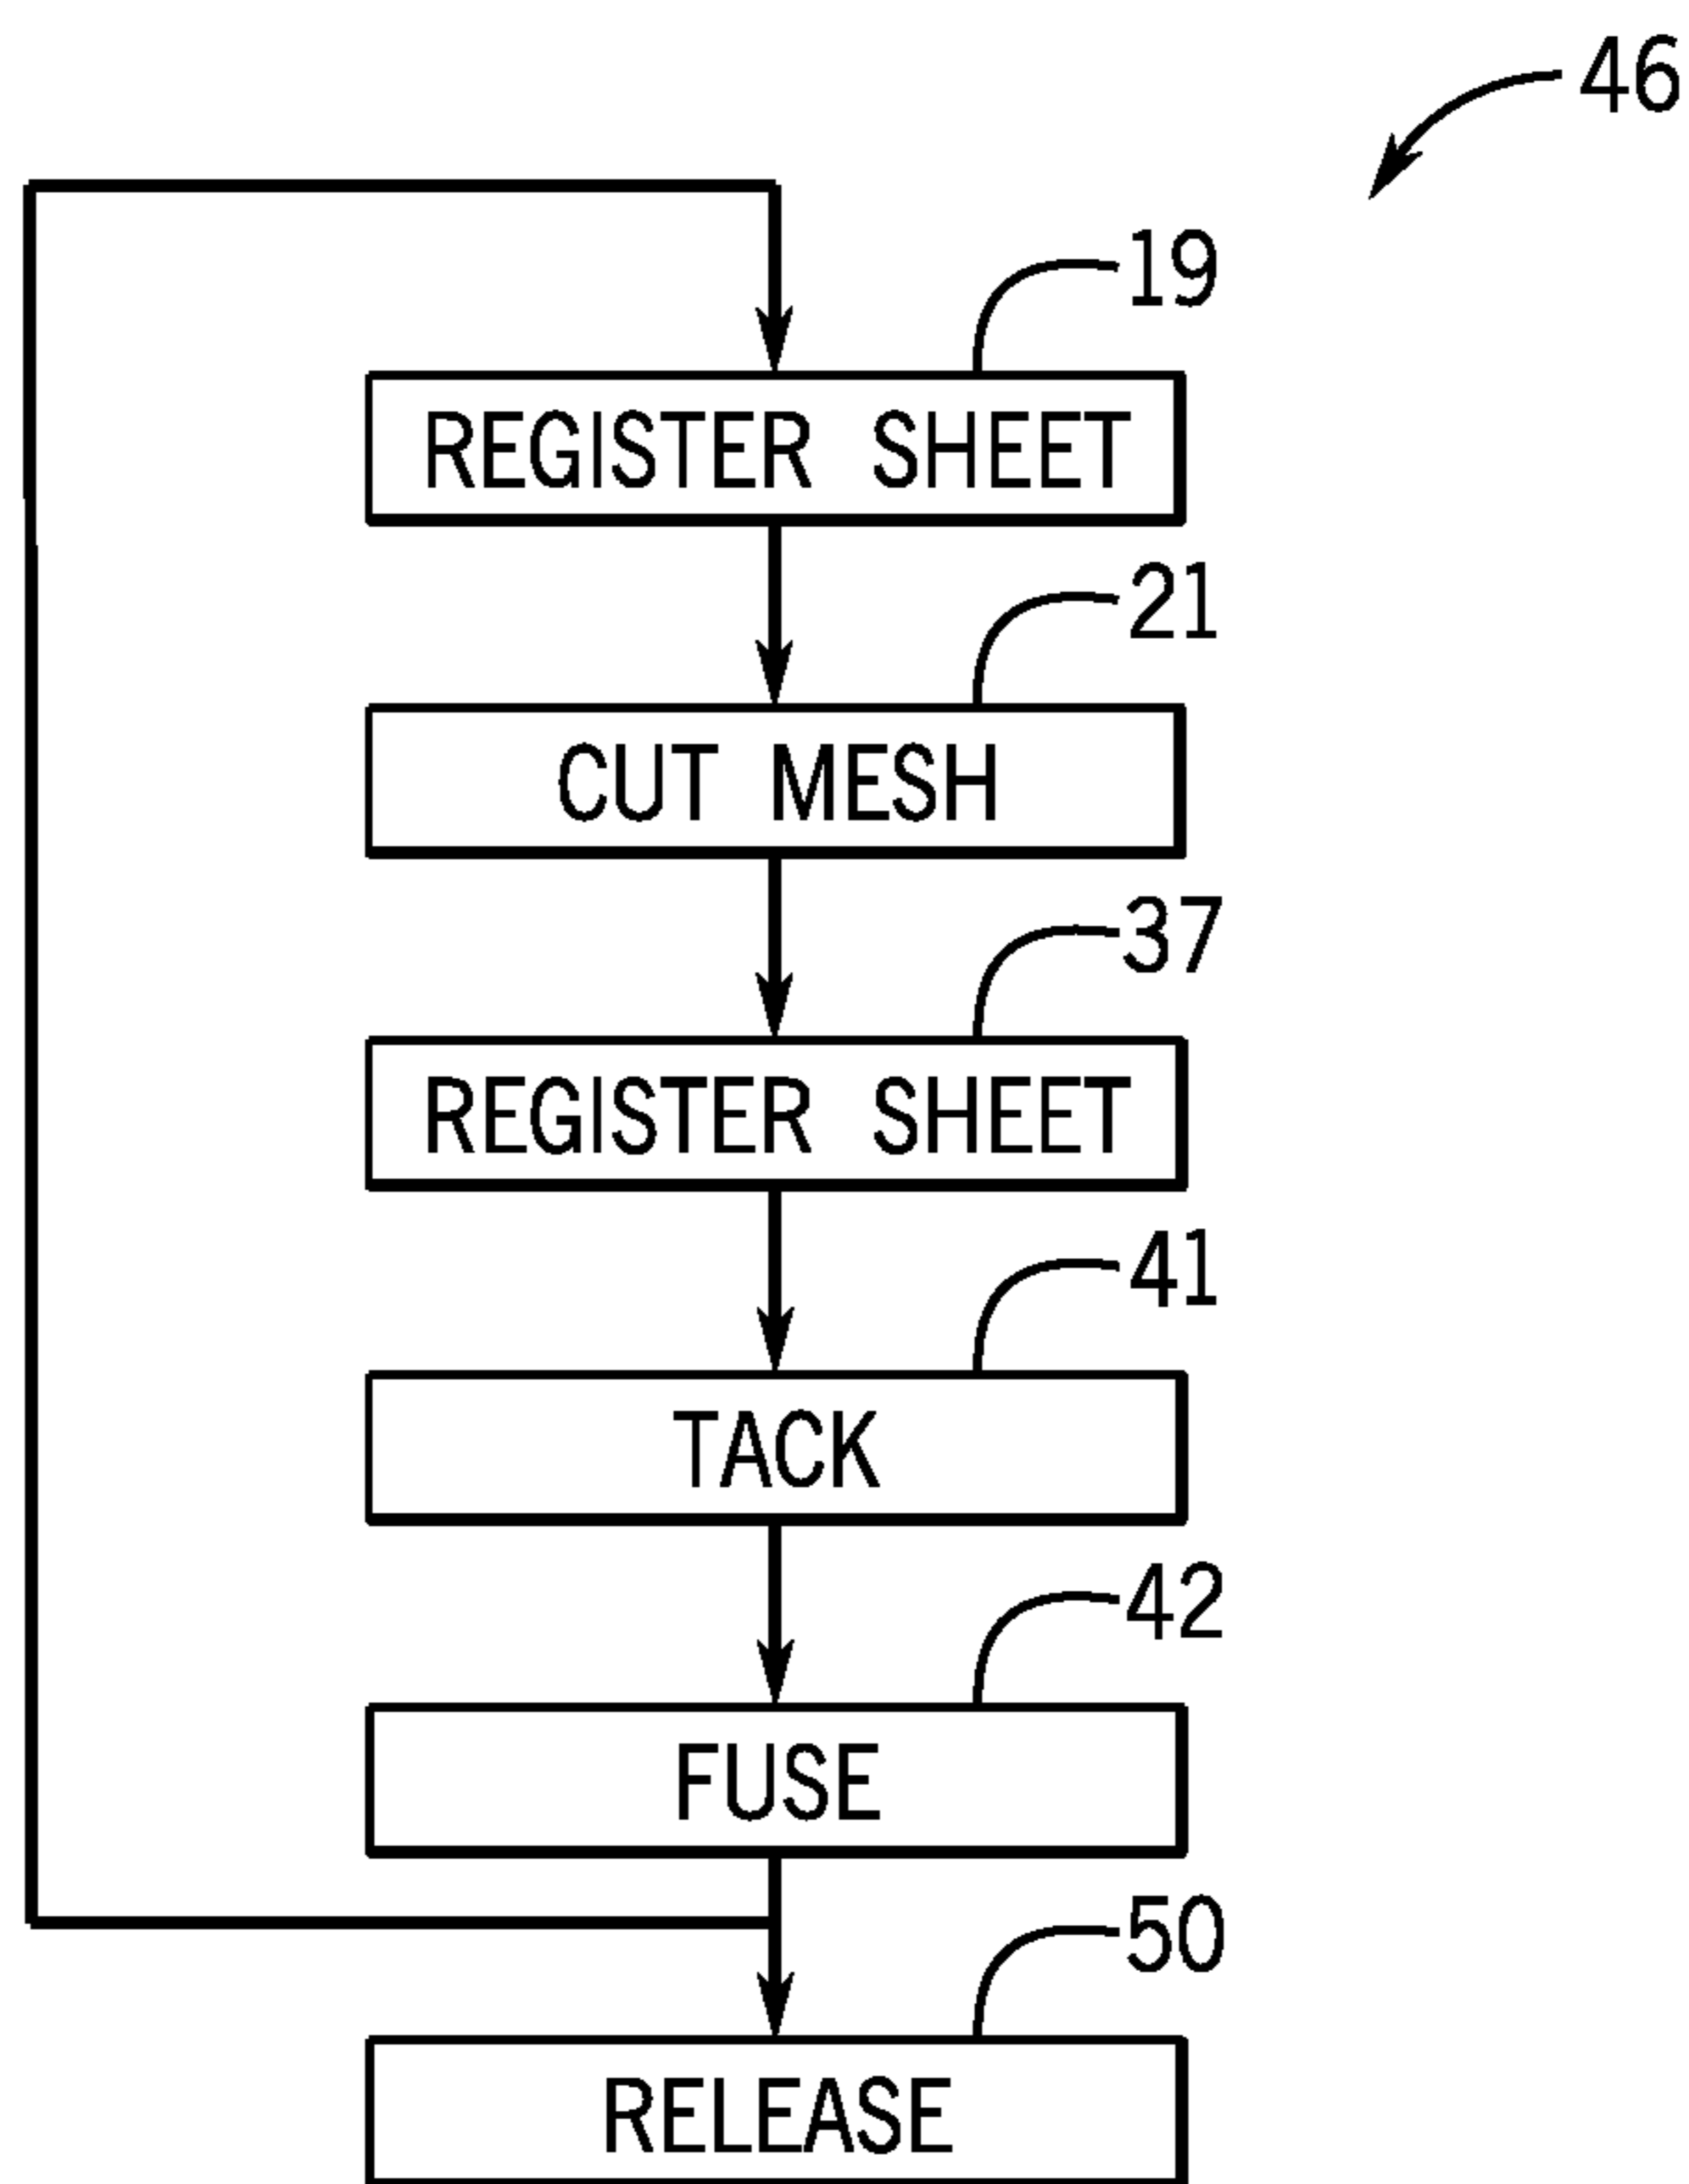 46
19
REGISTER SHEET
21
CUT MESH
37
REGISTER SHEET
41
TACK
42
FUSE
50
RELEASE